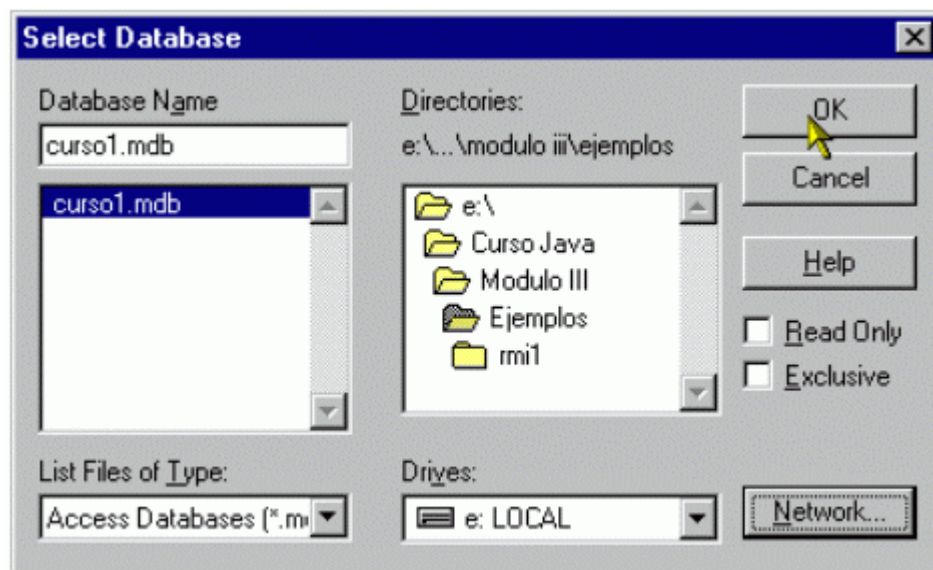 Select Database
Database Name
curso1.mdb
curso1.mdb
List Files of Type:
Access Databases (*.m
Directories:
e:\...\modulo iii\ejemplos
e:\
Curso Java
Modulo III
Ejemplos
rmi1
Drives:
e: LOCAL
OK
Cancel
Help
Read Only
Exclusive
Network...